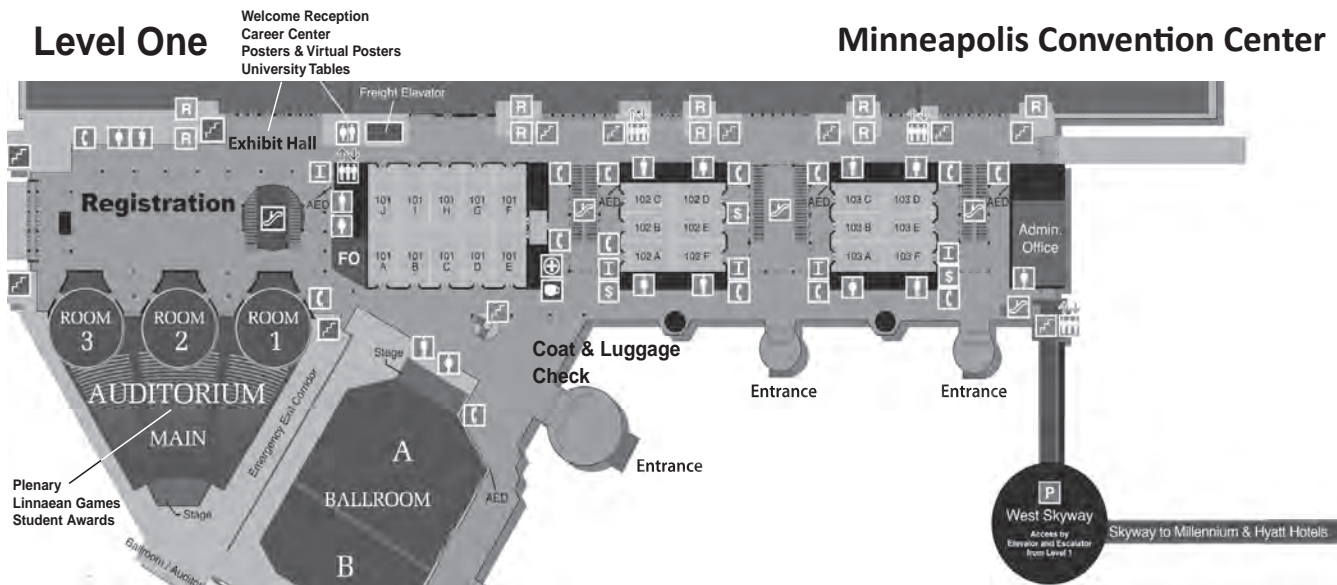 Level One
Welcome Reception
Career Center
Posters & Virtual Posters
University Tables
Minneapolis Convention Center
Freight Elevator
R
R
R
R
R
R
R
R
R
Exhibit Hall
Registration
AED
FO
101 J
101 I
101 H
101 G
101 F
101 A
101 B
101 C
101 D
101 E
AED
102 C
102 D
102 B
102 E
102 A
102 F
$
$
AED
103 C
103 D
103 B
103 E
103 A
103 F
$
AED
Admin.
Office
ROOM
3
ROOM
2
ROOM
1
AUDITORIUM
MAIN
Stage
Emergency Exit Corridor
Stage
Coat & Luggage
Check
Entrance
Entrance
Entrance
A
BALLROOM
B
AED
Plenary
Linnaean Games
Student Awards
P
West Skyway
Access by
Elevator and Escalator
from Level 1
Skyway to Millennium & Hyatt Hotels